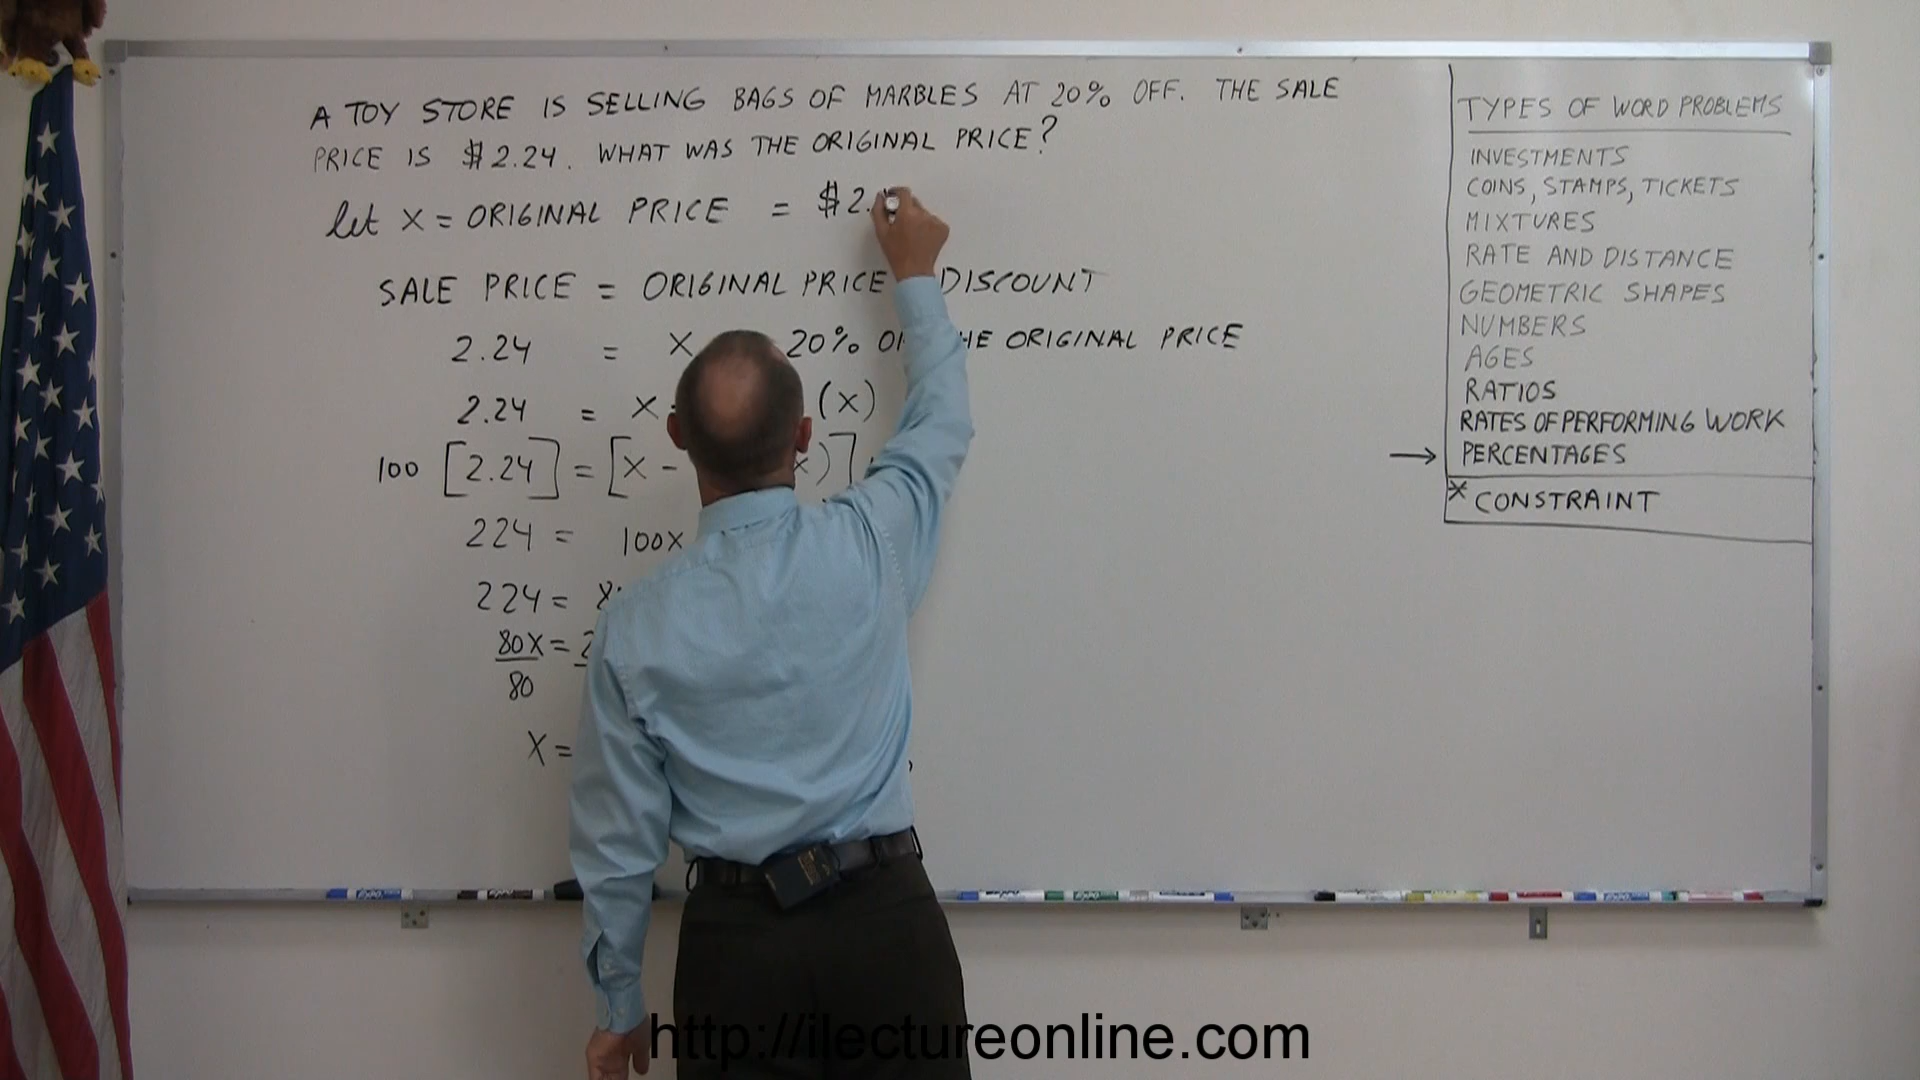 A TOY STORE IS SELLING BAGS OF MARBLES AT 20% OFF. THE SALE
PRICE IS $2.24. WHAT WAS THE ORIGINAL PRICE?
let X = ORIGINAL PRICE = $2.
SALE PRICE = ORIGINAL PRICE DISCOUNT
2.24 = X 20% THE ORIGINAL PRICE
2.24 = X (X)
100 [2.24] = [X - X)]
224 = 100X
224 =
80X =
80
X =
TYPES OF WORD PROBLEMS
INVESTMENTS
COINS, STAMPS, TICKETS
MIXTURES
RATE AND DISTANCE
GEOMETRIC SHAPES
NUMBERS
AGES
RATIOS
RATES OF PERFORMING WORK
→ PERCENTAGES
* CONSTRAINT
http://ilectureonline.com